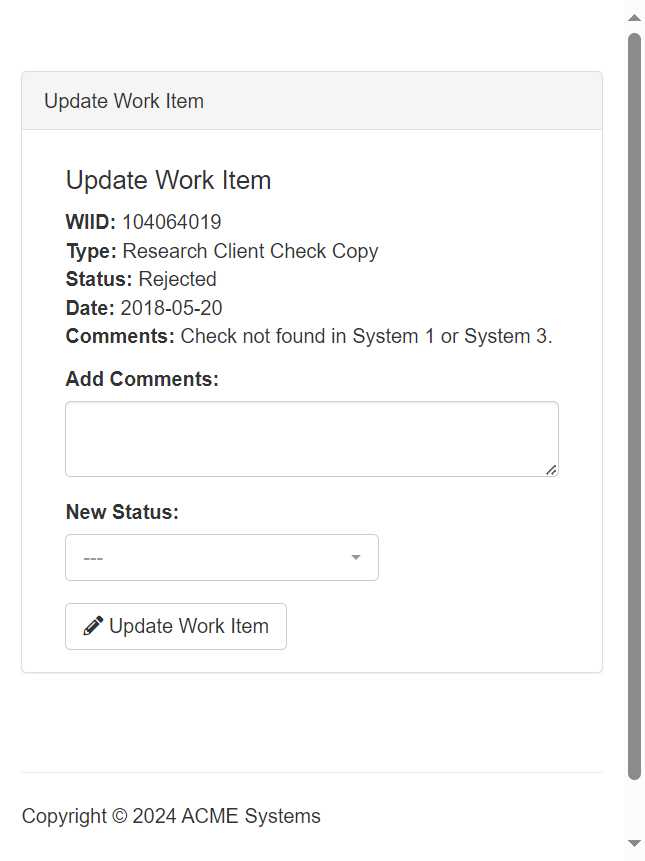 Update Work Item
Update Work Item
WIID: 104064019
Type: Research Client Check Copy
Status: Rejected
Date: 2018-05-20
Comments: Check not found in System 1 or System 3.
Add Comments:
New Status:
---
Update Work Item
Copyright © 2024 ACME Systems